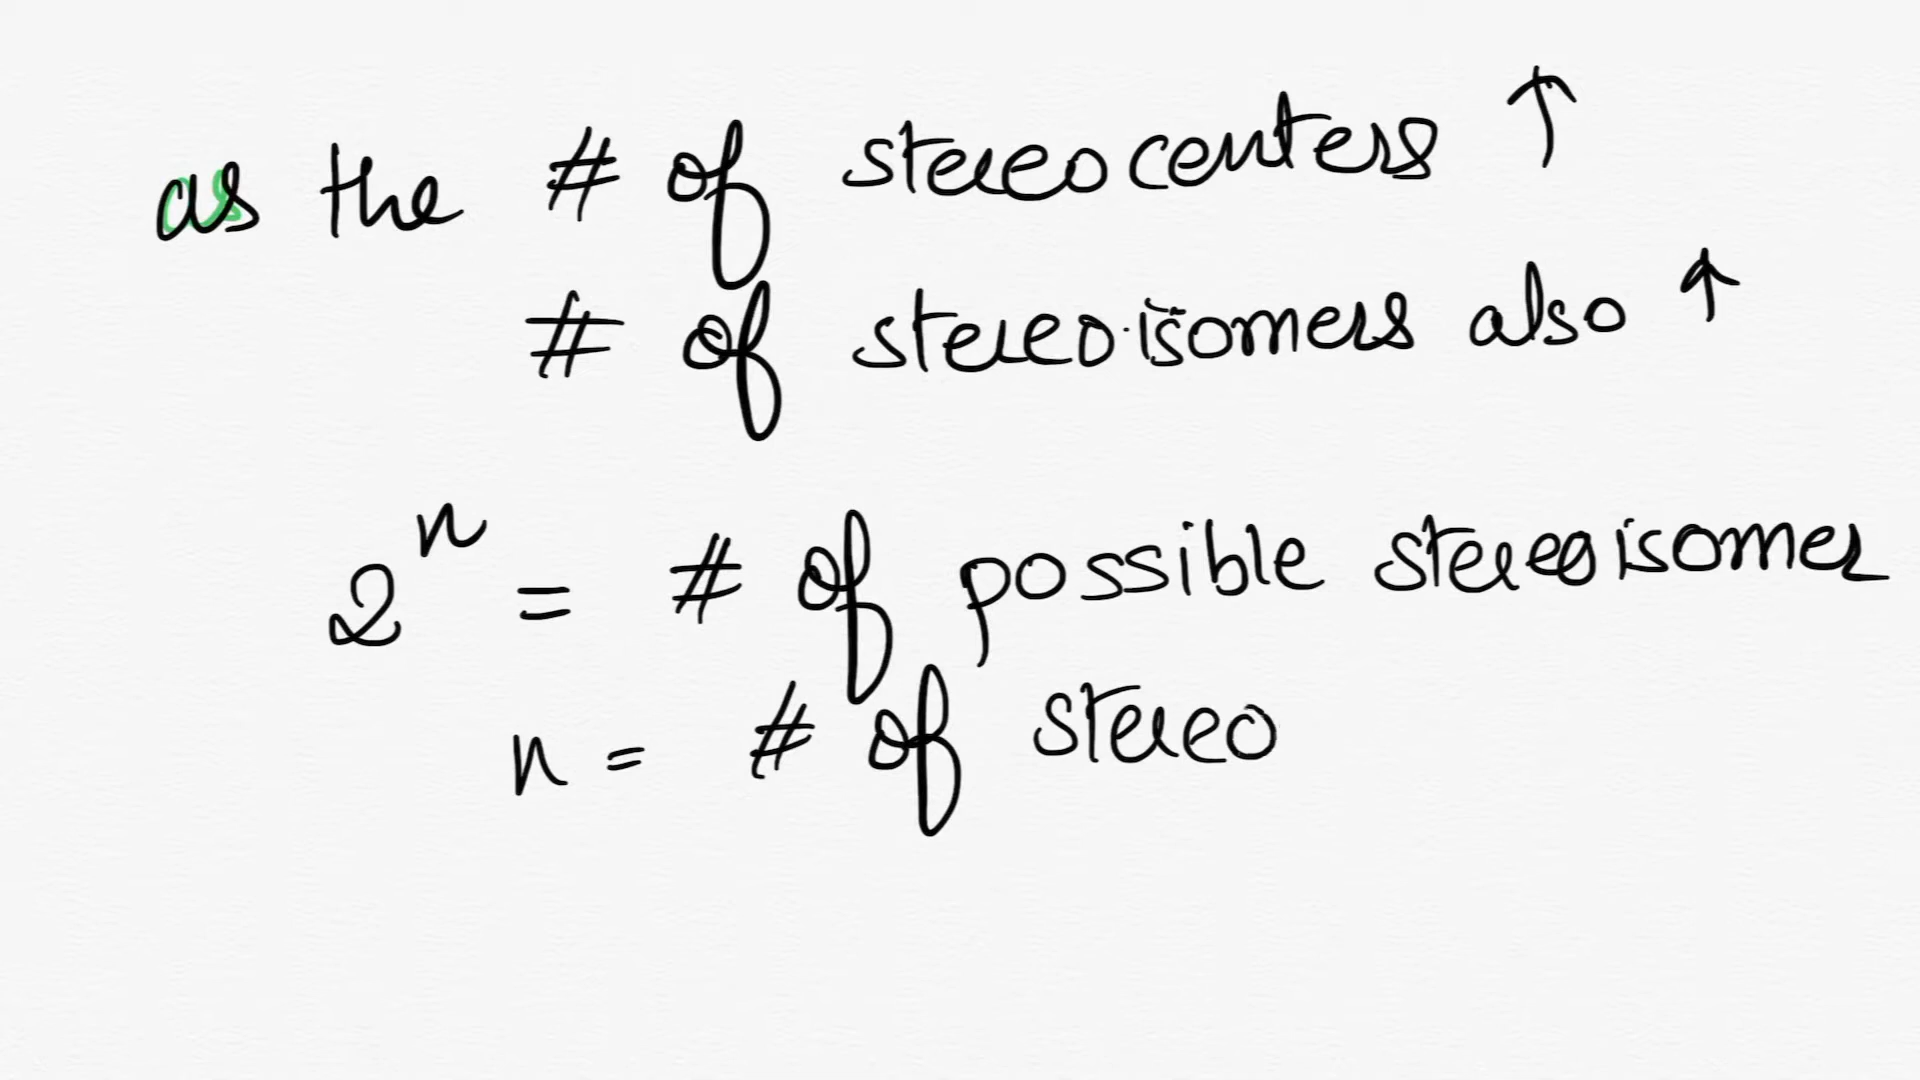 as the # of stereocenters ↑
# of stereoisomers also ↑
2^n = # of possible stereoisomer
n = # of stereo